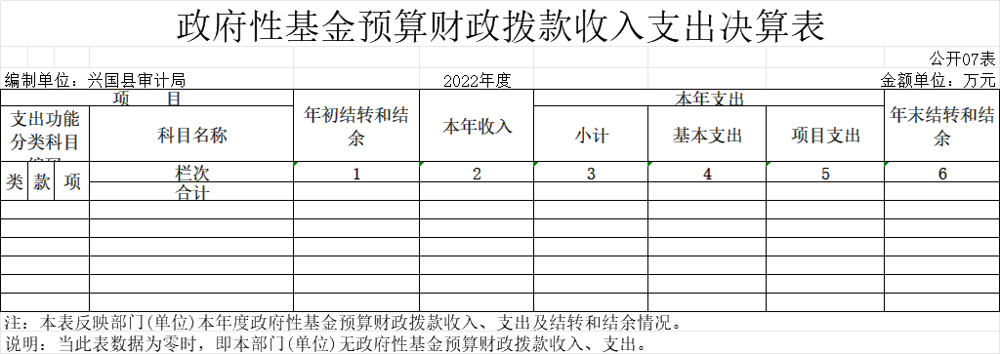 政府性基金预算财政拨款收入支出决算表
公开07表
编制单位：兴国县审计局 2022年度 金额单位：万元
项 目 年初结转和结余 本年收入 本年支出 年末结转和结余
支出功能分类科目编码 科目名称 小计 基本支出 项目支出
类 款 项 栏次 1 2 3 4 5 6
合计
注：本表反映部门(单位)本年度政府性基金预算财政拨款收入、支出及结转和结余情况。
说明：当此表数据为零时，即本部门(单位)无政府性基金预算财政拨款收入、支出。